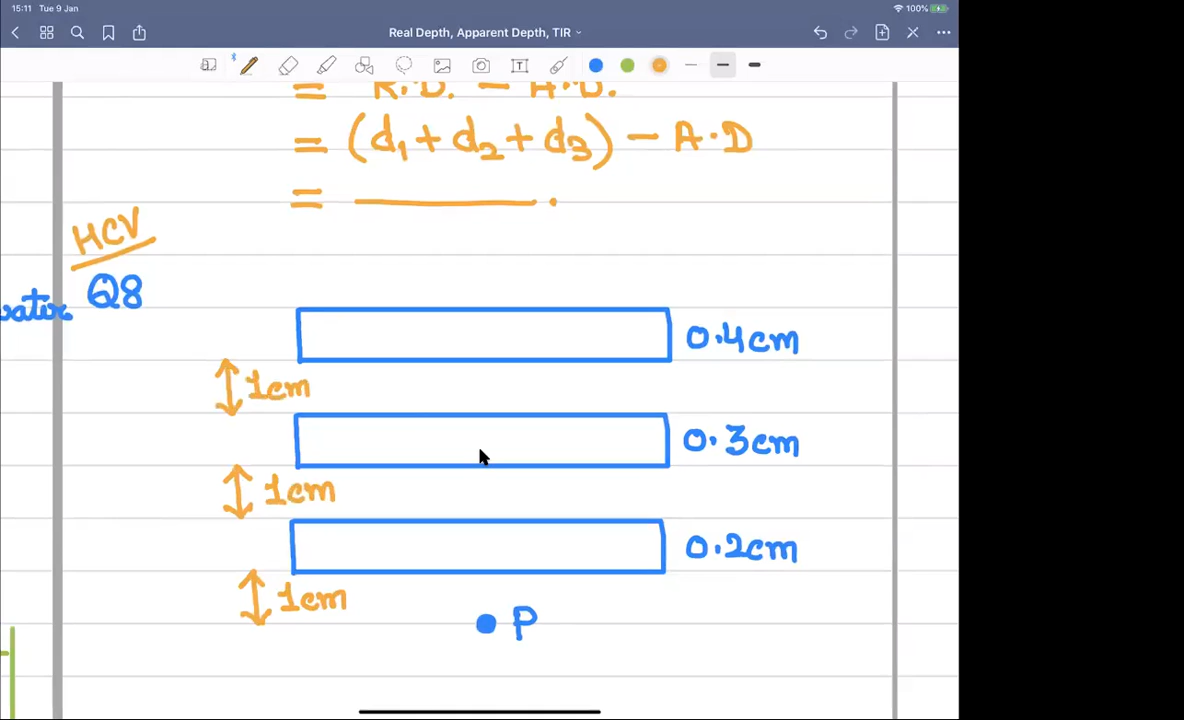 15:11 Tue 9 Jan
100%
Real Depth, Apparent Depth, TIR
= R.D. - A.D.
= (d₁ + d₂ + d₃) - A.D
= ______ .
HCV
Q8
0.4cm
1cm
0.3cm
1cm
0.2cm
1cm
P